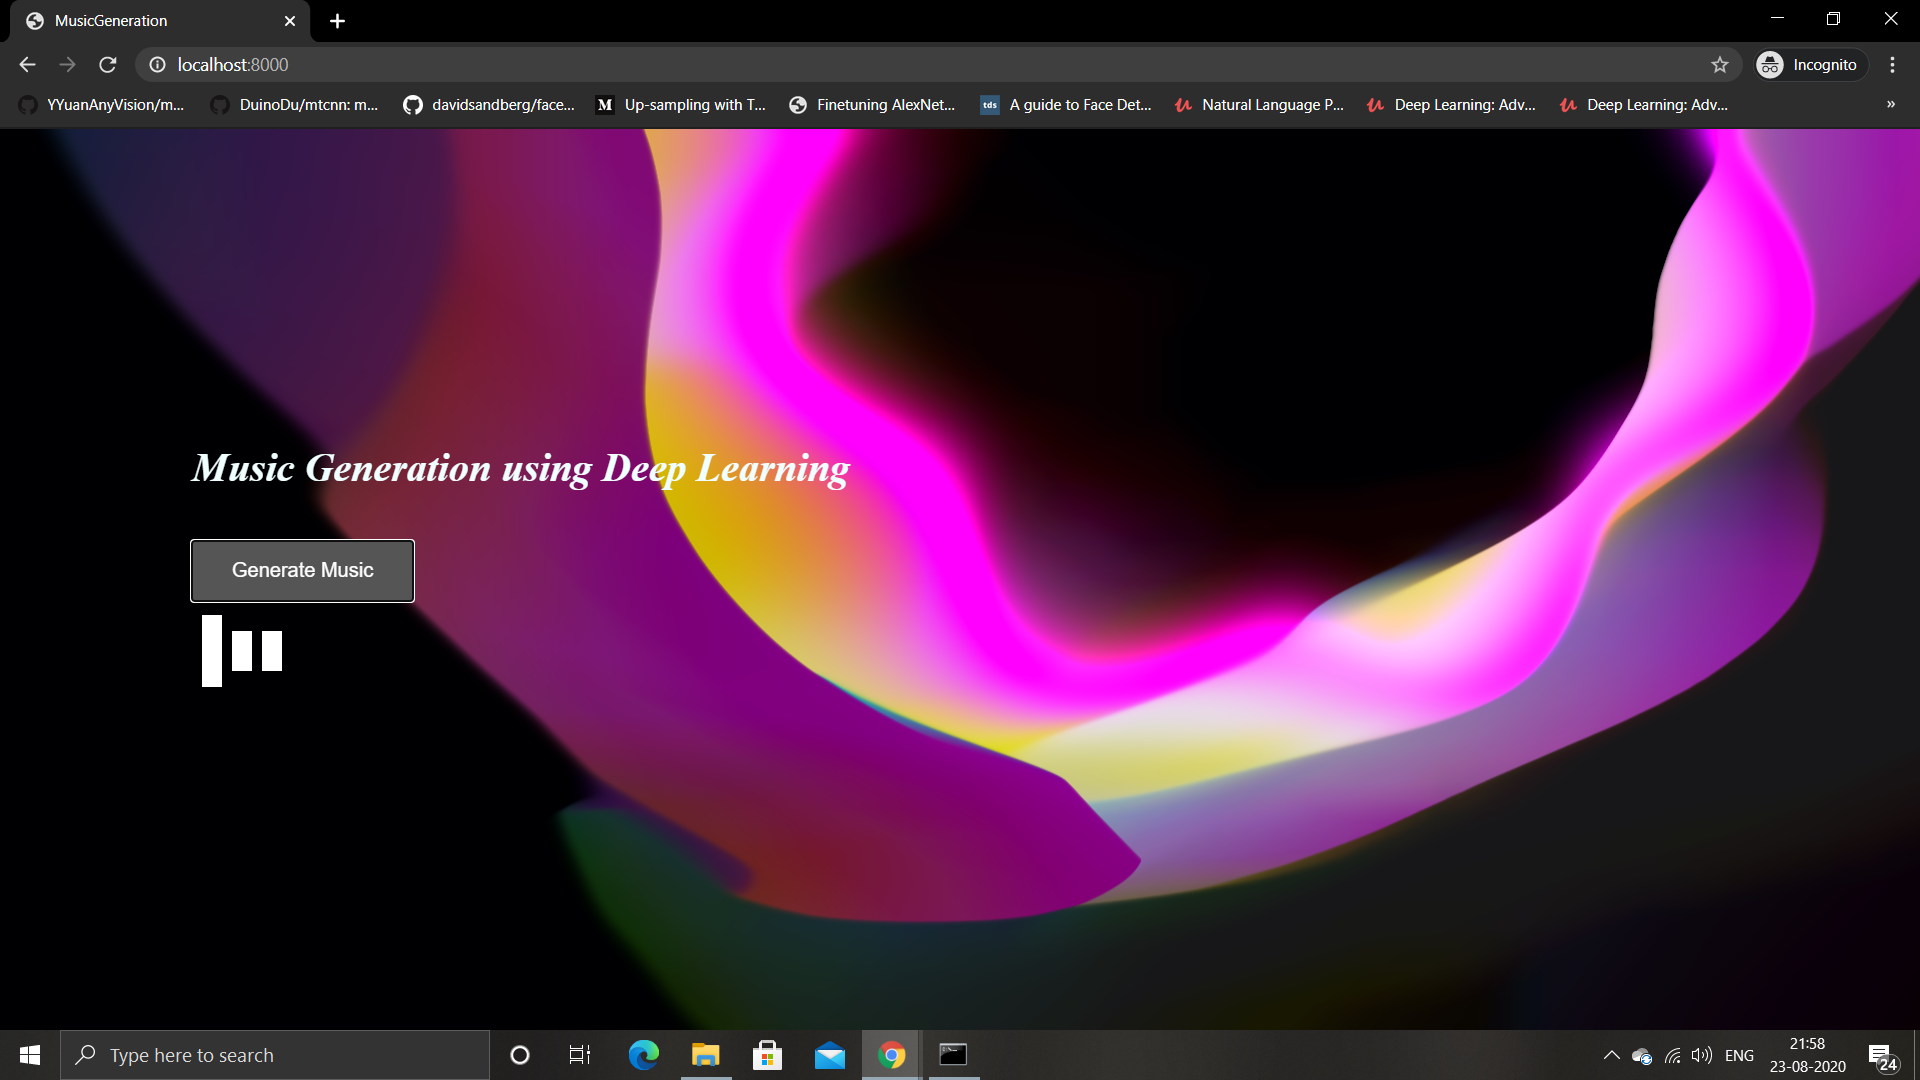 MusicGeneration
localhost:8000
Incognito
YYuanAnyVision/m...
DuinoDu/mtcnn: m...
davidsandberg/face...
M
Up-sampling with T...
Finetuning AlexNet...
tds
A guide to Face Det...
Natural Language P...
Deep Learning: Adv...
Deep Learning: Adv...
»
Music Generation using Deep Learning
Generate Music
Type here to search
ENG
21:58
23-08-2020
24